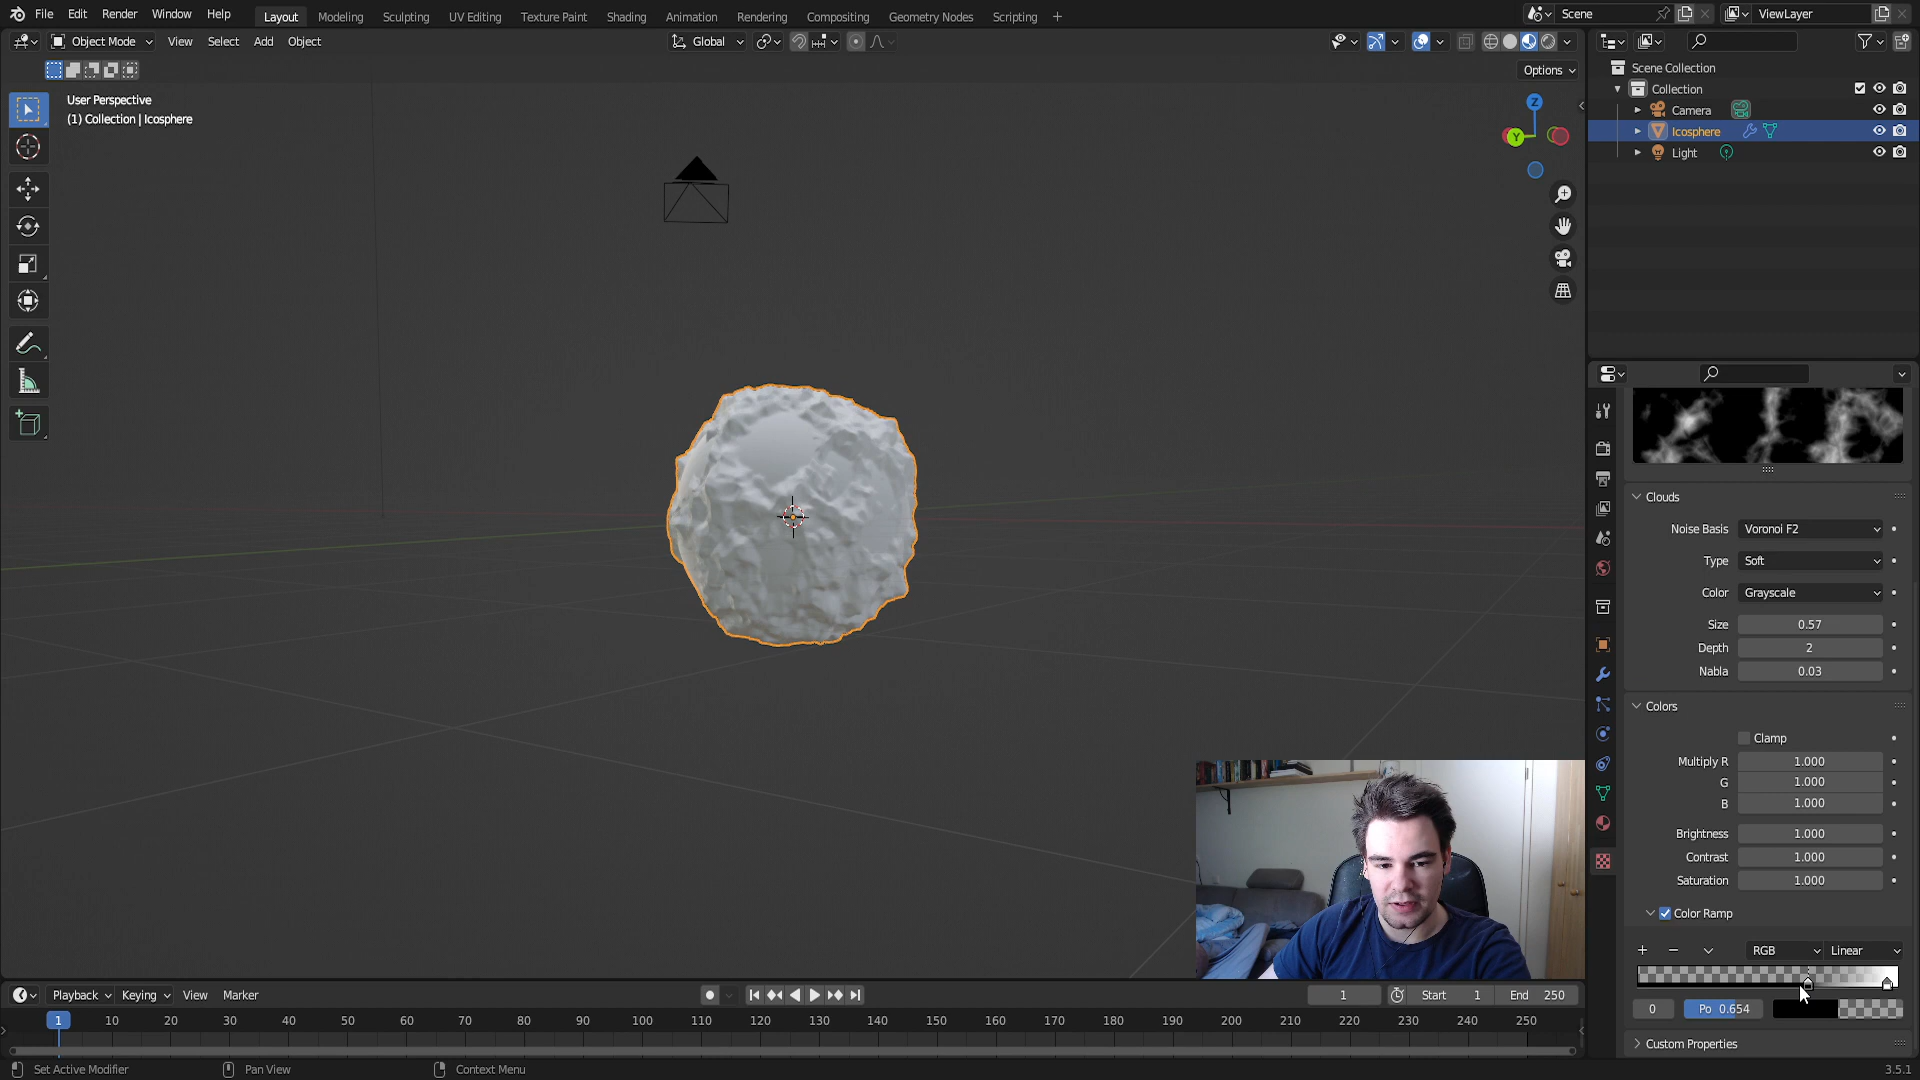 File Edit Render Window Help Layout Modeling Sculpting UV Editing Texture Paint Shading Animation Rendering Compositing Geometry Nodes Scripting + Scene ViewLayer
Object Mode View Select Add Object Global
Options
User Perspective
(1) Collection | Icosphere
Z
Y
Scene Collection
Collection
Camera
Icosphere
Light
Clouds
Noise Basis Voronoi F2
Type Soft
Color Grayscale
Size 0.57
Depth 2
Nabla 0.03
Colors
Clamp
Multiply R 1.000
G 1.000
B 1.000
Brightness 1.000
Contrast 1.000
Saturation 1.000
Color Ramp
RGB Linear
0 Po 0.654
Custom Properties
Playback Keying View Marker 1 Start 1 End 250
1 10 20 30 40 50 60 70 80 90 100 110 120 130 140 150 160 170 180 190 200 210 220 230 240 250
Set Active Modifier Pan View Context Menu 3.5.1